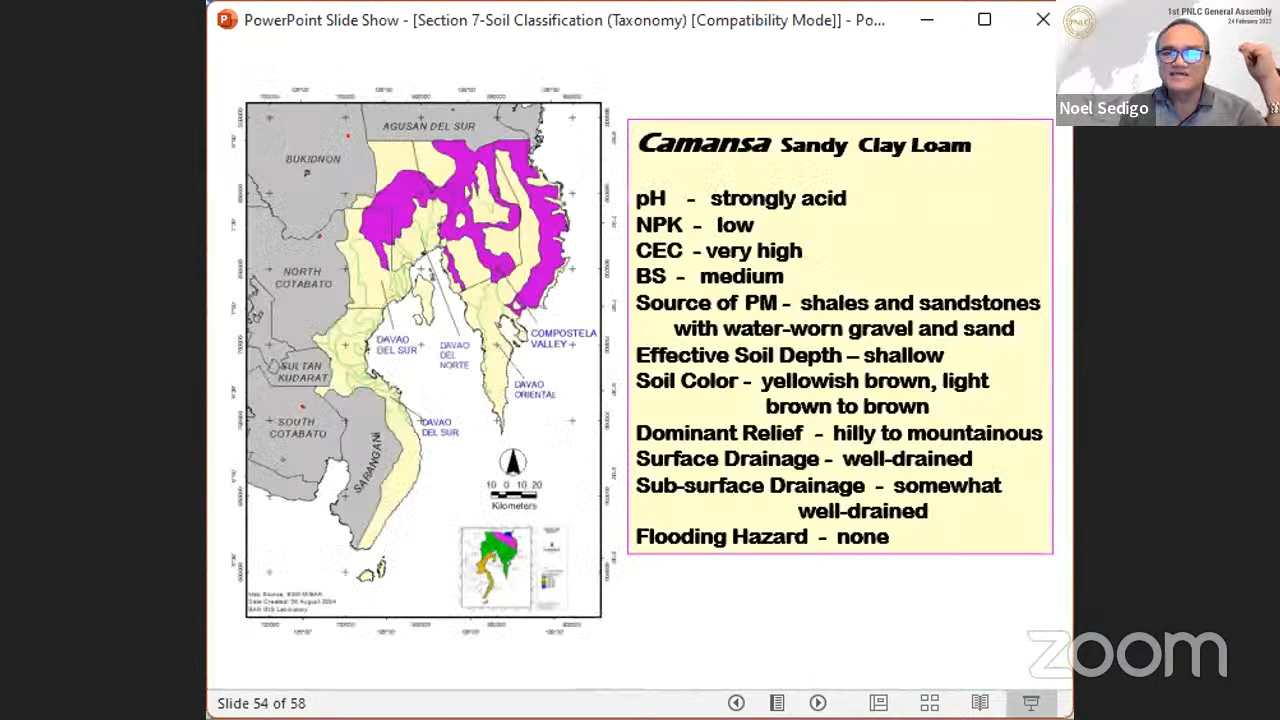 PowerPoint Slide Show - [Section 7-Soil Classification (Taxonomy) [Compatibility Mode]] - Po...
1st PNLC General Assembly
24 February 2022
Noel Sedigo
AGUSAN DEL SUR
BUKIDNON
NORTH
COTABATO
SULTAN
KUDARAT
SOUTH
COTABATO
SARANGANI
DAVAO
DEL SUR
DAVAO
DEL
NORTE
COMPOSTELA
VALLEY
DAVAO
ORIENTAL
DAVAO
DEL SUR
10 0 10 20
Kilometers
Camansa Sandy Clay Loam
pH - strongly acid
NPK - low
CEC - very high
BS - medium
Source of PM - shales and sandstones
with water-worn gravel and sand
Effective Soil Depth – shallow
Soil Color - yellowish brown, light
brown to brown
Dominant Relief - hilly to mountainous
Surface Drainage - well-drained
Sub-surface Drainage - somewhat
well-drained
Flooding Hazard - none
zoom
Slide 54 of 58